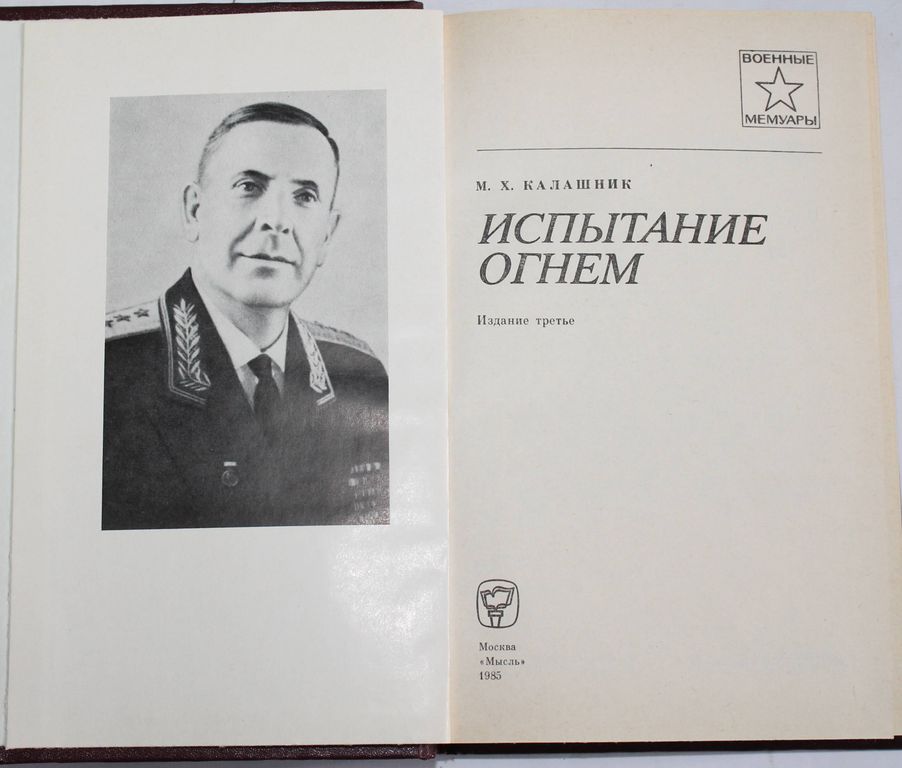 ВОЕННЫЕ
МЕМУАРЫ
М. Х. КАЛАШНИК
ИСПЫТАНИЕ
ОГНЕМ
Издание третье
Москва
«Мысль»
1985